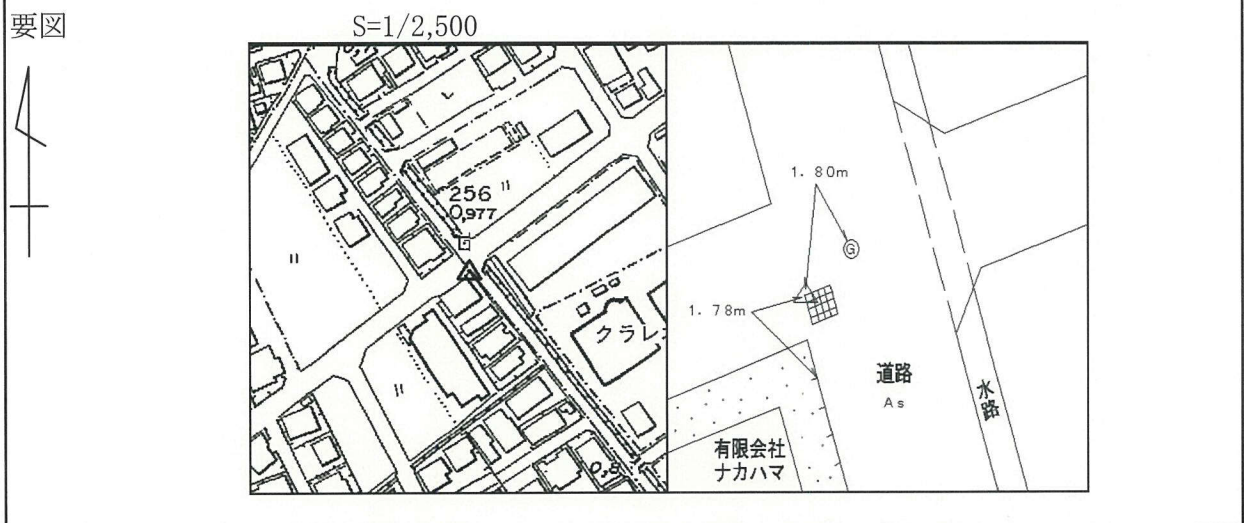 要図
S=1/2,500
256
0,977
クラレ
1. 80m
G
1. 78m
道路
As
水路
有限会社
ナカハマ